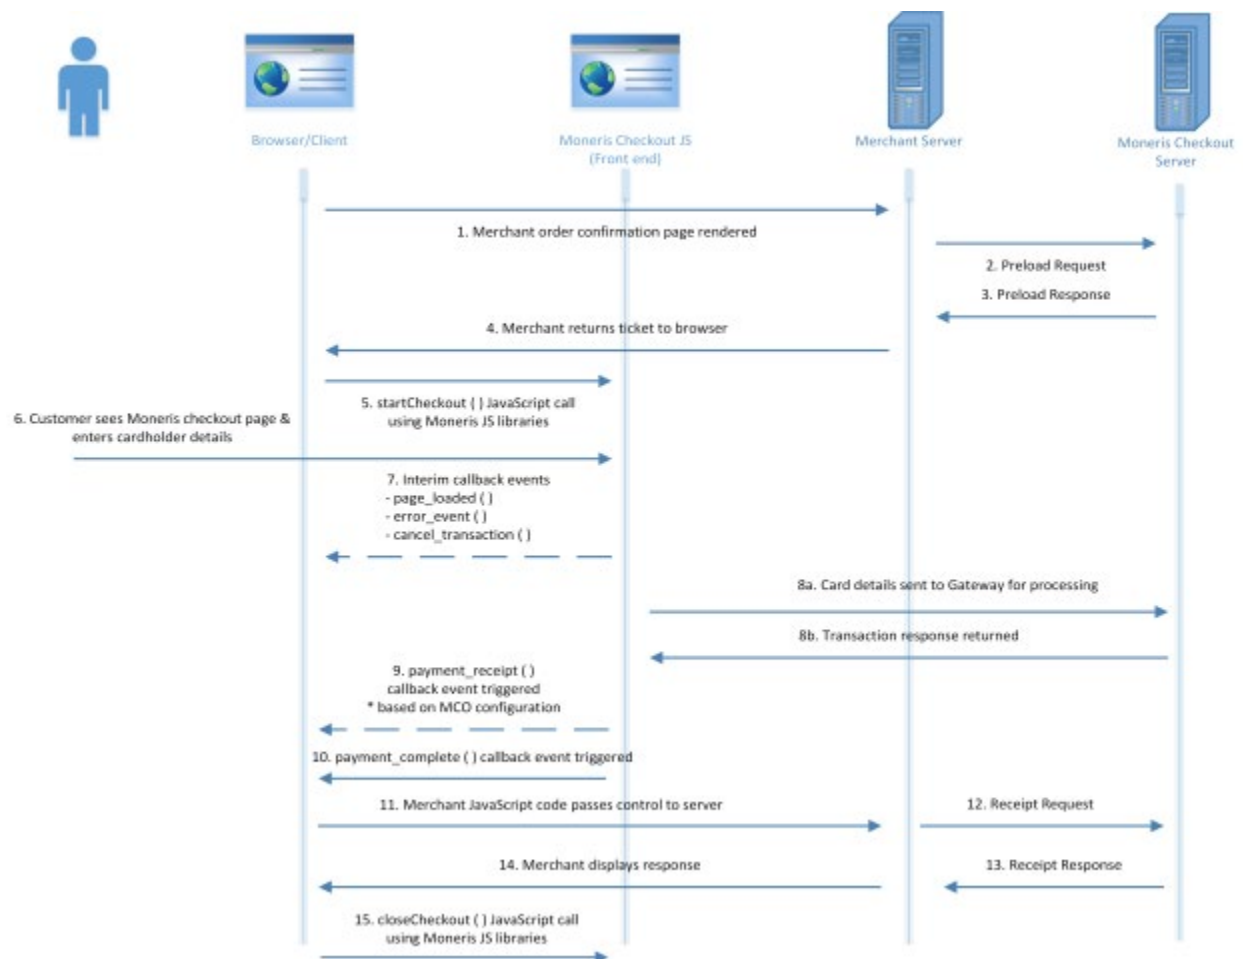 Browser/Client
Moneris Checkout JS
(Front end)
Merchant Server
Moneris Checkout
Server
1. Merchant order confirmation page rendered
2. Preload Request
3. Preload Response
4. Merchant returns ticket to browser
5. startCheckout ( ) JavaScript call
using Moneris JS libraries
6. Customer sees Moneris checkout page &
enters cardholder details
7. Interim callback events
- page_loaded ( )
- error_event ( )
- cancel_transaction ( )
8a. Card details sent to Gateway for processing
8b. Transaction response returned
9. payment_receipt ( )
callback event triggered
* based on MCO configuration
10. payment_complete ( ) callback event triggered
11. Merchant JavaScript code passes control to server
12. Receipt Request
13. Receipt Response
14. Merchant displays response
15. closeCheckout ( ) JavaScript call
using Moneris JS libraries